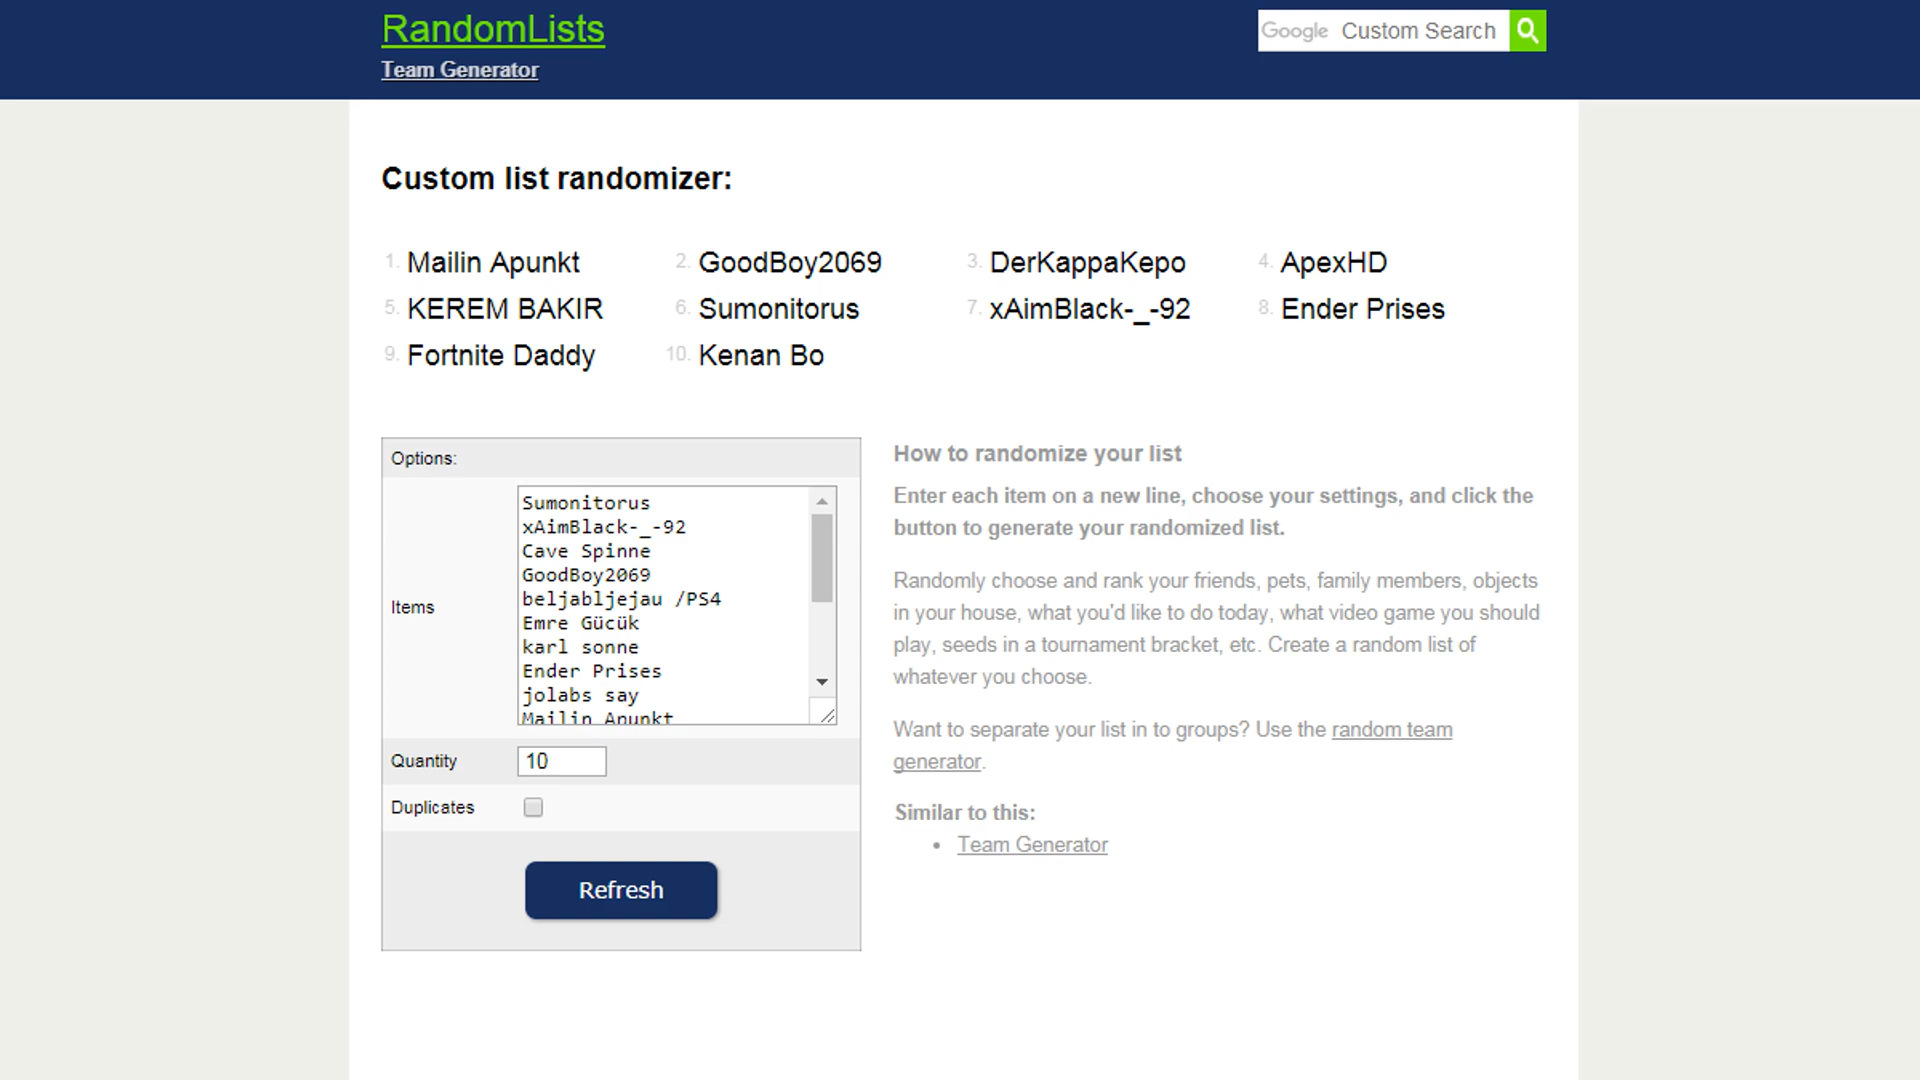 RandomLists
Google Custom Search
Team Generator
Custom list randomizer:
1. Mailin Apunkt 2. GoodBoy2069 3. DerKappaKepo 4. ApexHD
5. KEREM BAKIR 6. Sumonitorus 7. xAimBlack-_-92 8. Ender Prises
9. Fortnite Daddy 10. Kenan Bo
Options:
Items
Sumonitorus
xAimBlack-_-92
Cave Spinne
GoodBoy2069
beljabljejau /PS4
Emre Gücük
karl sonne
Ender Prises
jolabs say
Mailin Apunkt
Quantity 10
Duplicates
Refresh
How to randomize your list
Enter each item on a new line, choose your settings, and click the
button to generate your randomized list.
Randomly choose and rank your friends, pets, family members, objects
in your house, what you'd like to do today, what video game you should
play, seeds in a tournament bracket, etc. Create a random list of
whatever you choose.
Want to separate your list in to groups? Use the random team
generator.
Similar to this:
• Team Generator